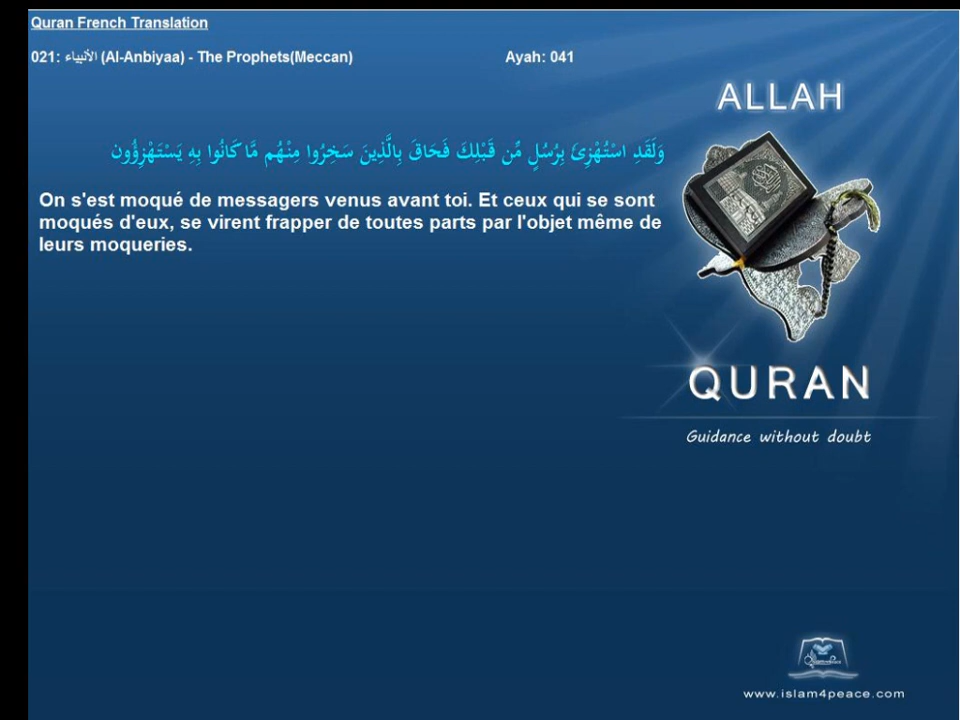 Quran French Translation
021: الأنبياء (Al-Anbiyaa) - The Prophets(Meccan) Ayah: 041
ALLAH
وَلَقَدِ اسْتُهْزِئَ بِرُسُلٍ مِّن قَبْلِكَ فَحَاقَ بِالَّذِينَ سَخِرُوا مِنْهُم مَّا كَانُوا بِهِ يَسْتَهْزِؤُون
On s'est moqué de messagers venus avant toi. Et ceux qui se sont
moqués d'eux, se virent frapper de toutes parts par l'objet même de
leurs moqueries.
QURAN
Guidance without doubt
www.islam4peace.com